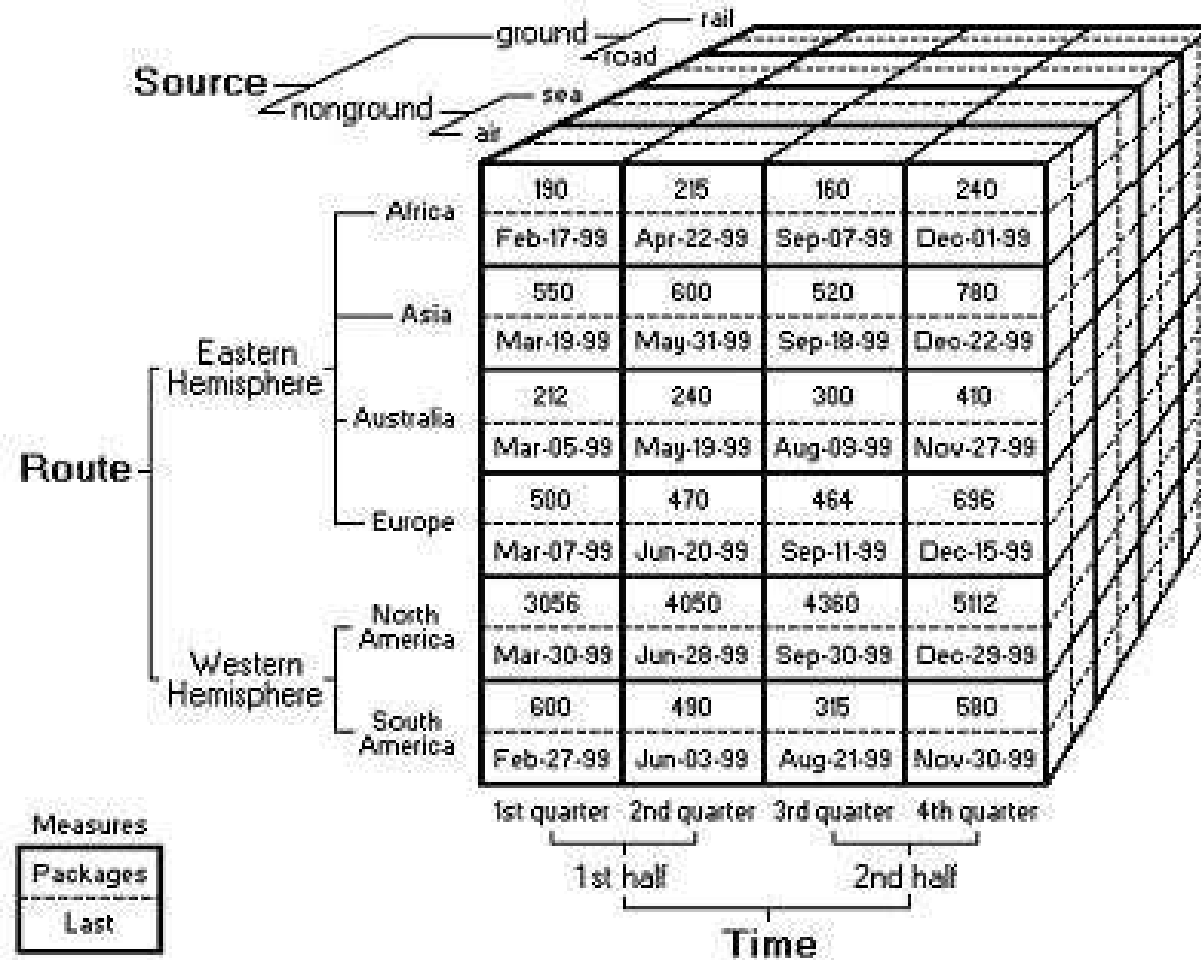 rail
ground
road
Source
sea
nonground
air
190 215 160 240
Africa
Feb-17-99 Apr-22-99 Sep-07-99 Dec-01-99
550 600 520 780
Asia
Mar-19-99 May-31-99 Sep-18-99 Dec-22-99
Eastern
Hemisphere
212 240 300 410
Australia
Mar-05-99 May-19-99 Aug-09-99 Nov-27-99
Route
500 470 464 696
Europe
Mar-07-99 Jun-20-99 Sep-11-99 Dec-15-99
3056 4050 4360 5112
North
America
Mar-30-99 Jun-28-99 Sep-30-99 Dec-29-99
Western
Hemisphere
600 490 315 580
South
America
Feb-27-99 Jun-03-99 Aug-21-99 Nov-30-99
1st quarter 2nd quarter 3rd quarter 4th quarter
Measures
Packages
Last
1st half 2nd half
Time